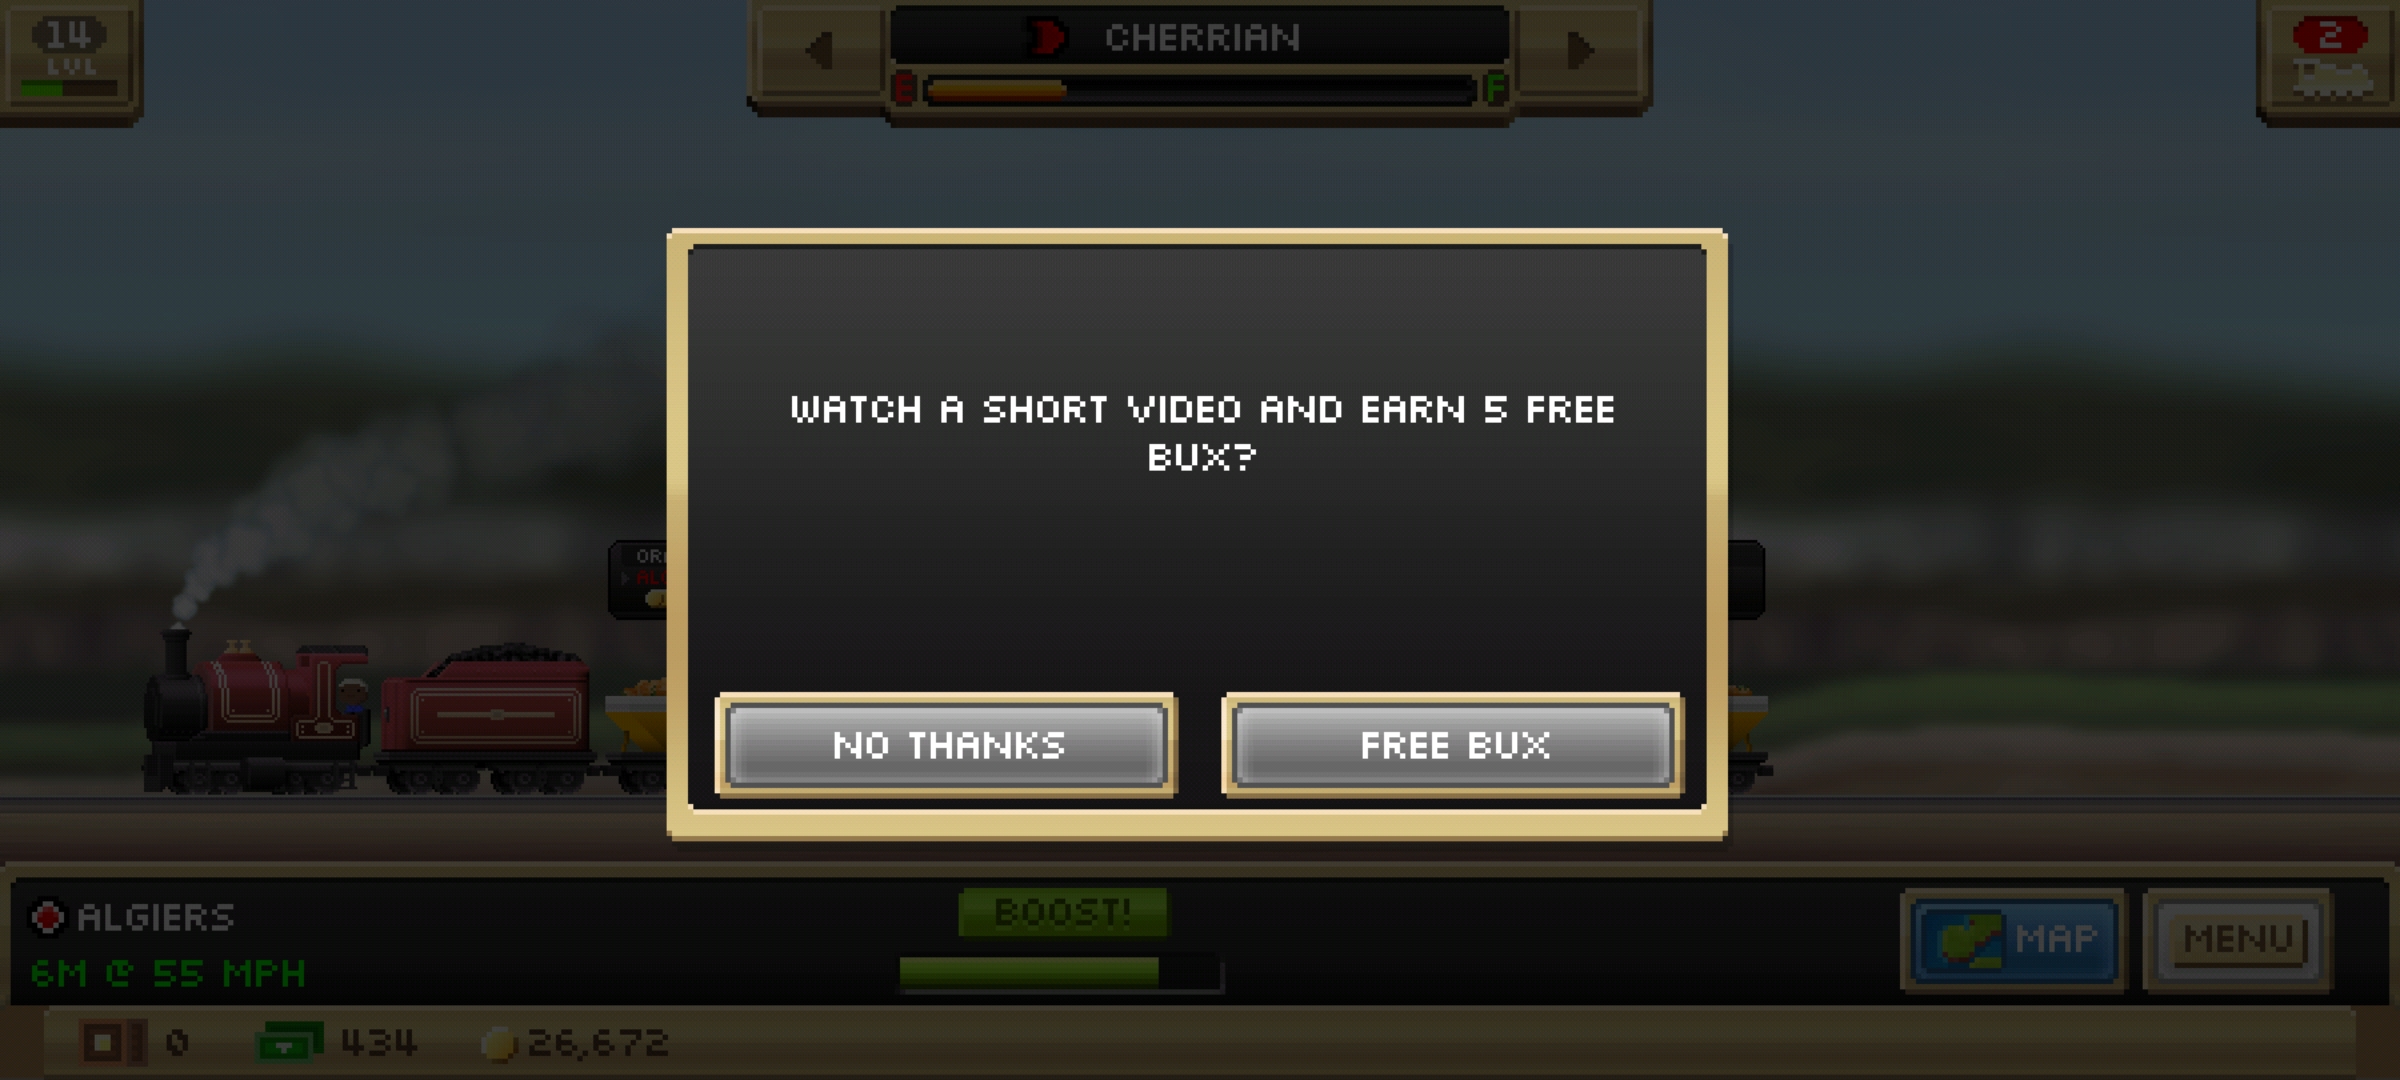 14
LVL
CHERRIAN
E
F
2
WATCH A SHORT VIDEO AND EARN 5 FREE
BUX?
NO THANKS
FREE BUX
ALGIERS
6M @ 55 MPH
BOOST!
MAP
MENU
0
434
26,672